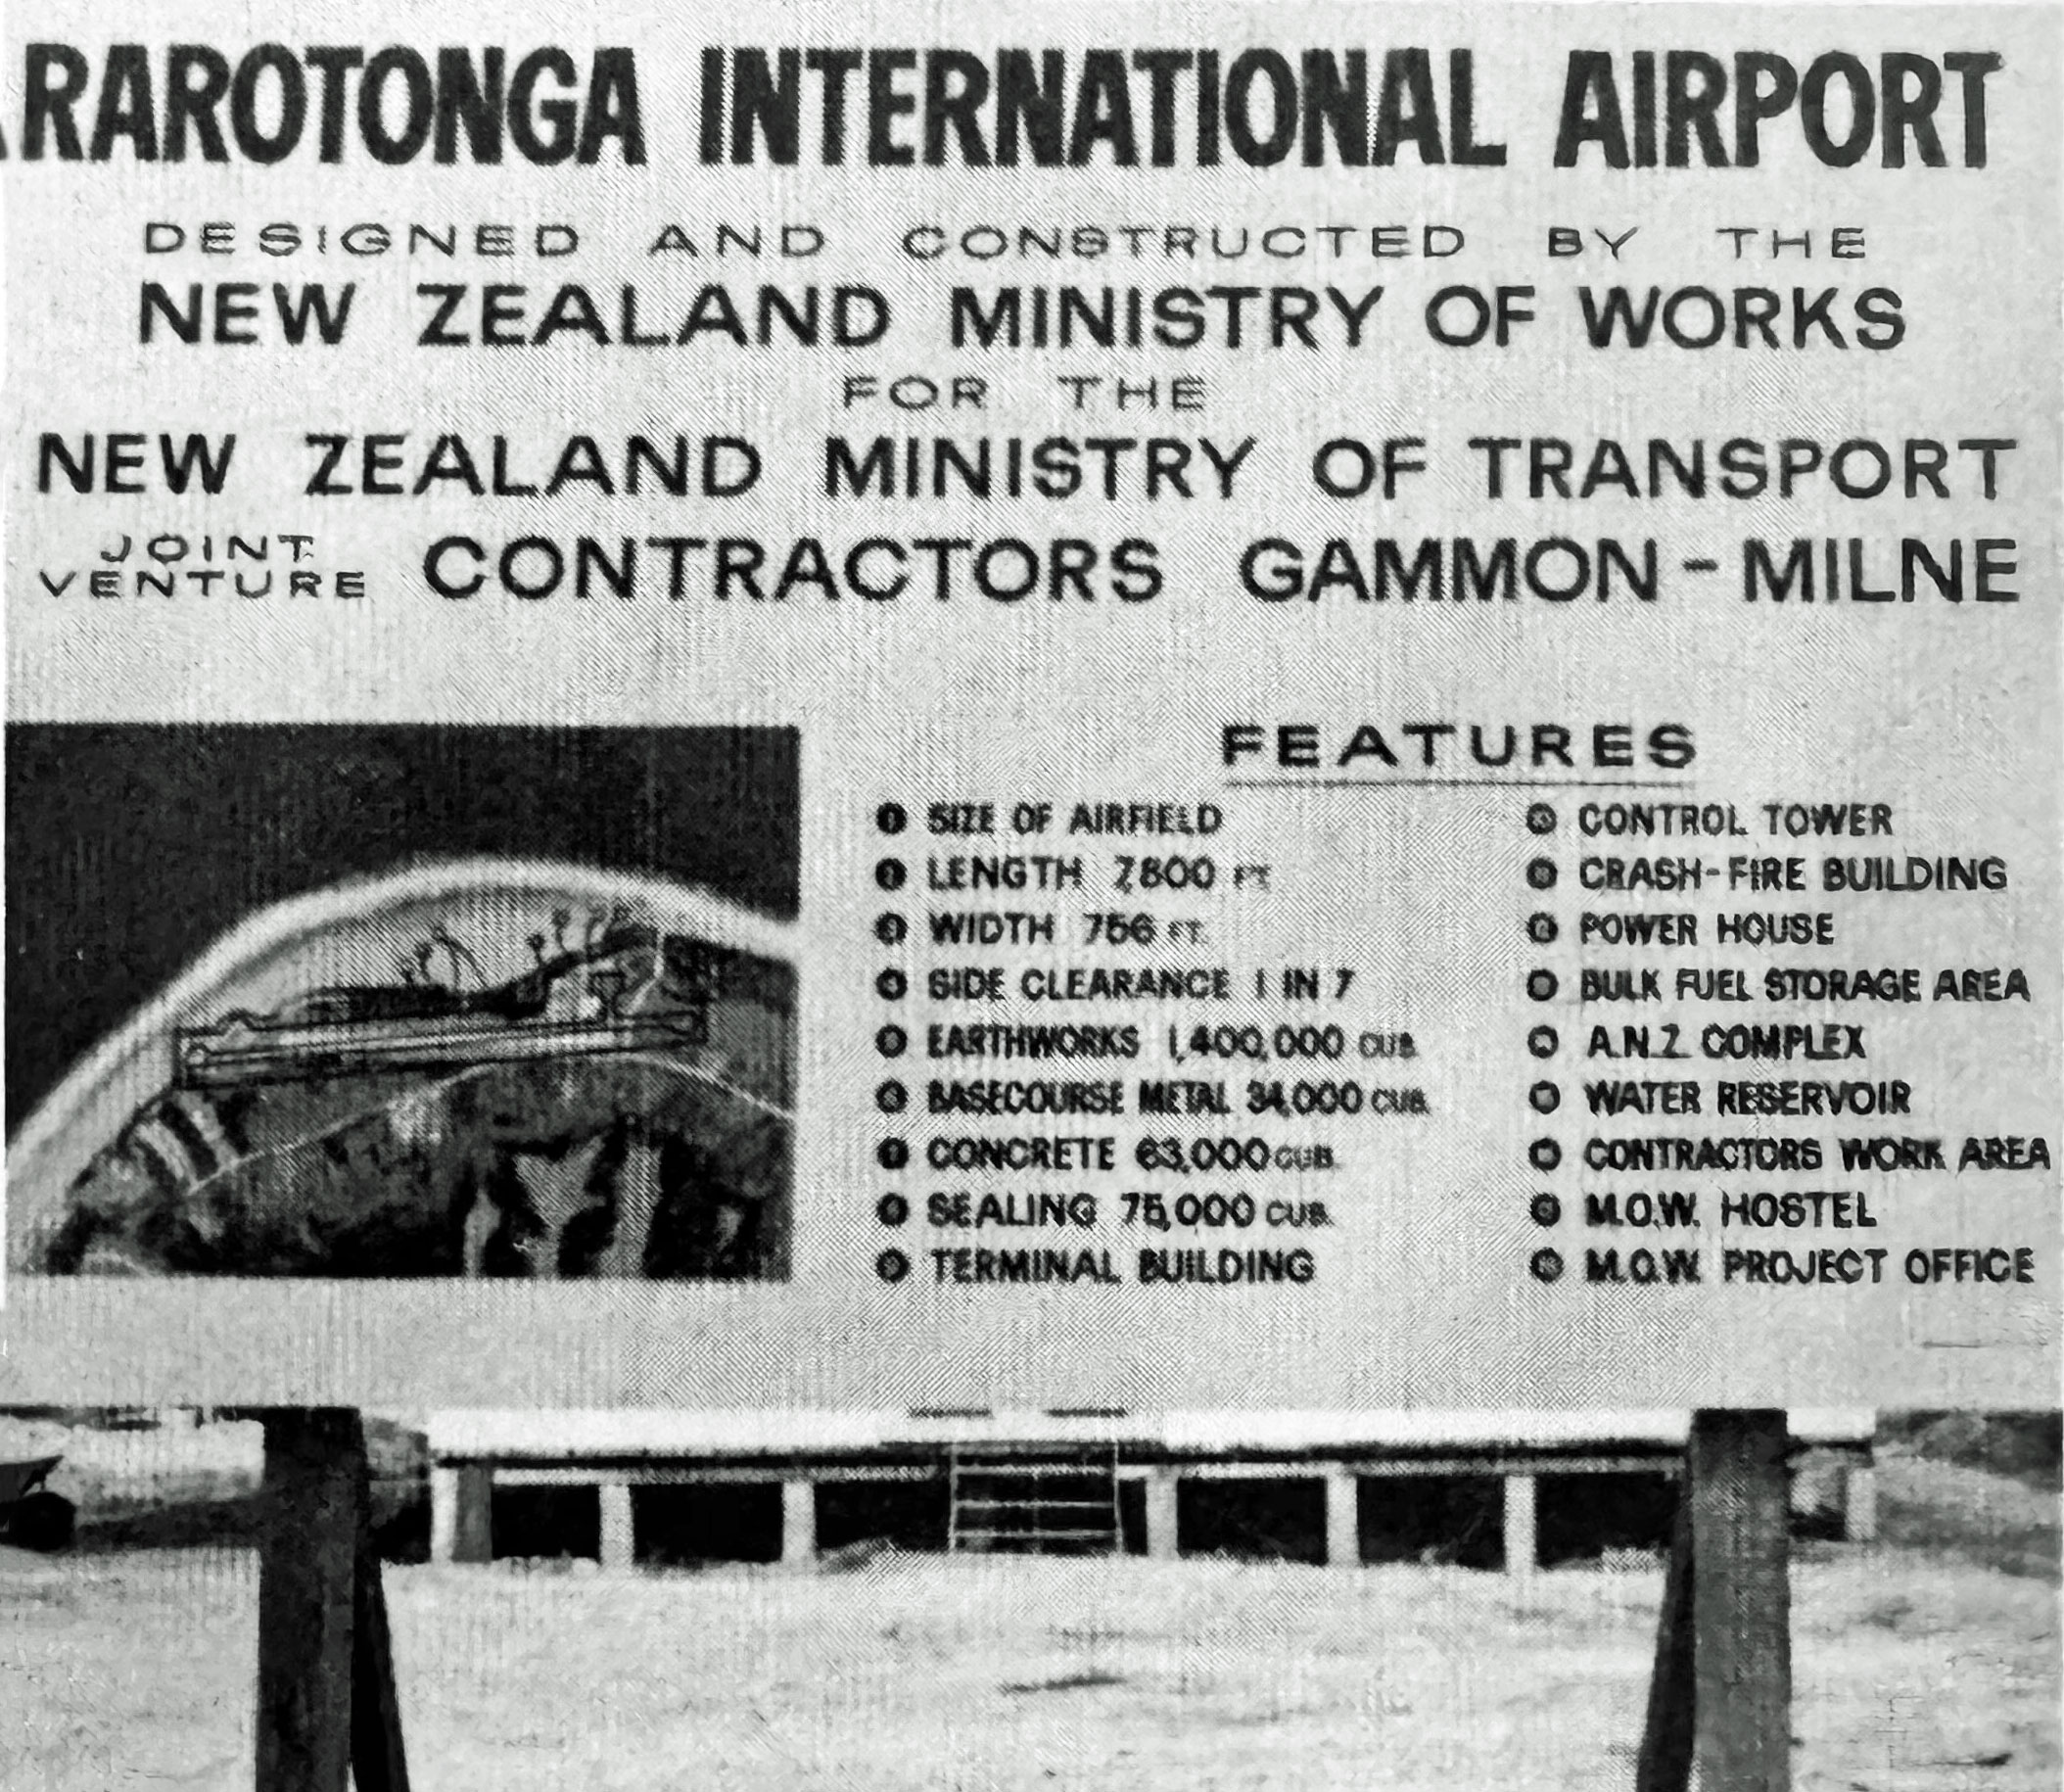 RAROTONGA INTERNATIONAL AIRPORT
DESIGNED AND CONSTRUCTED BY THE
NEW ZEALAND MINISTRY OF WORKS
FOR THE
NEW ZEALAND MINISTRY OF TRANSPORT
JOINT VENTURE CONTRACTORS GAMMON - MILNE
FEATURES
SIZE OF AIRFIELD
LENGTH 7,800 FT
WIDTH 756 FT.
SIDE CLEARANCE 1 IN 7
EARTHWORKS 1,400,000 CUB.
BASECOURSE METAL 34,000 CUB.
CONCRETE 63,000 CUB.
SEALING 75,000 CUB.
TERMINAL BUILDING
CONTROL TOWER
CRASH-FIRE BUILDING
POWER HOUSE
BULK FUEL STORAGE AREA
A.N.Z. COMPLEX
WATER RESERVOIR
CONTRACTORS WORK AREA
M.O.W. HOSTEL
M.O.W. PROJECT OFFICE